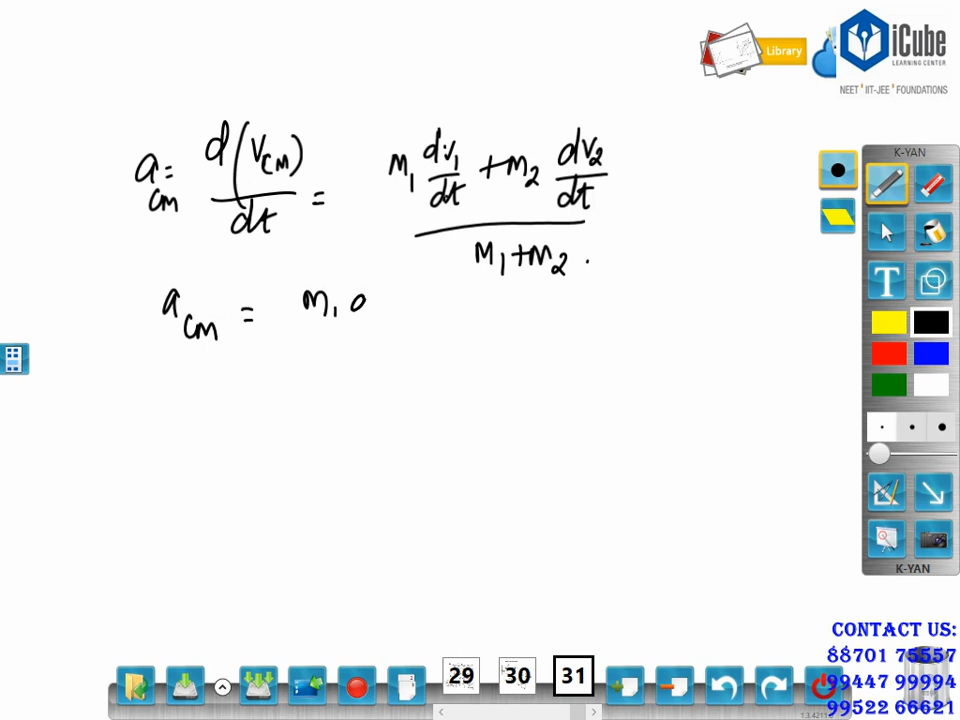 iCube
LEARNING CENTER
NEET ' IIT-JEE ' FOUNDATIONS
Library
K-YAN
a_CM = d(V_CM)/dt = (m₁ dv₁/dt + m₂ dv₂/dt)/(m₁+m₂) .
a_CM = m₁
T
K-YAN
CONTACT US:
88701 75557
99447 99994
99522 66621
29 30 31